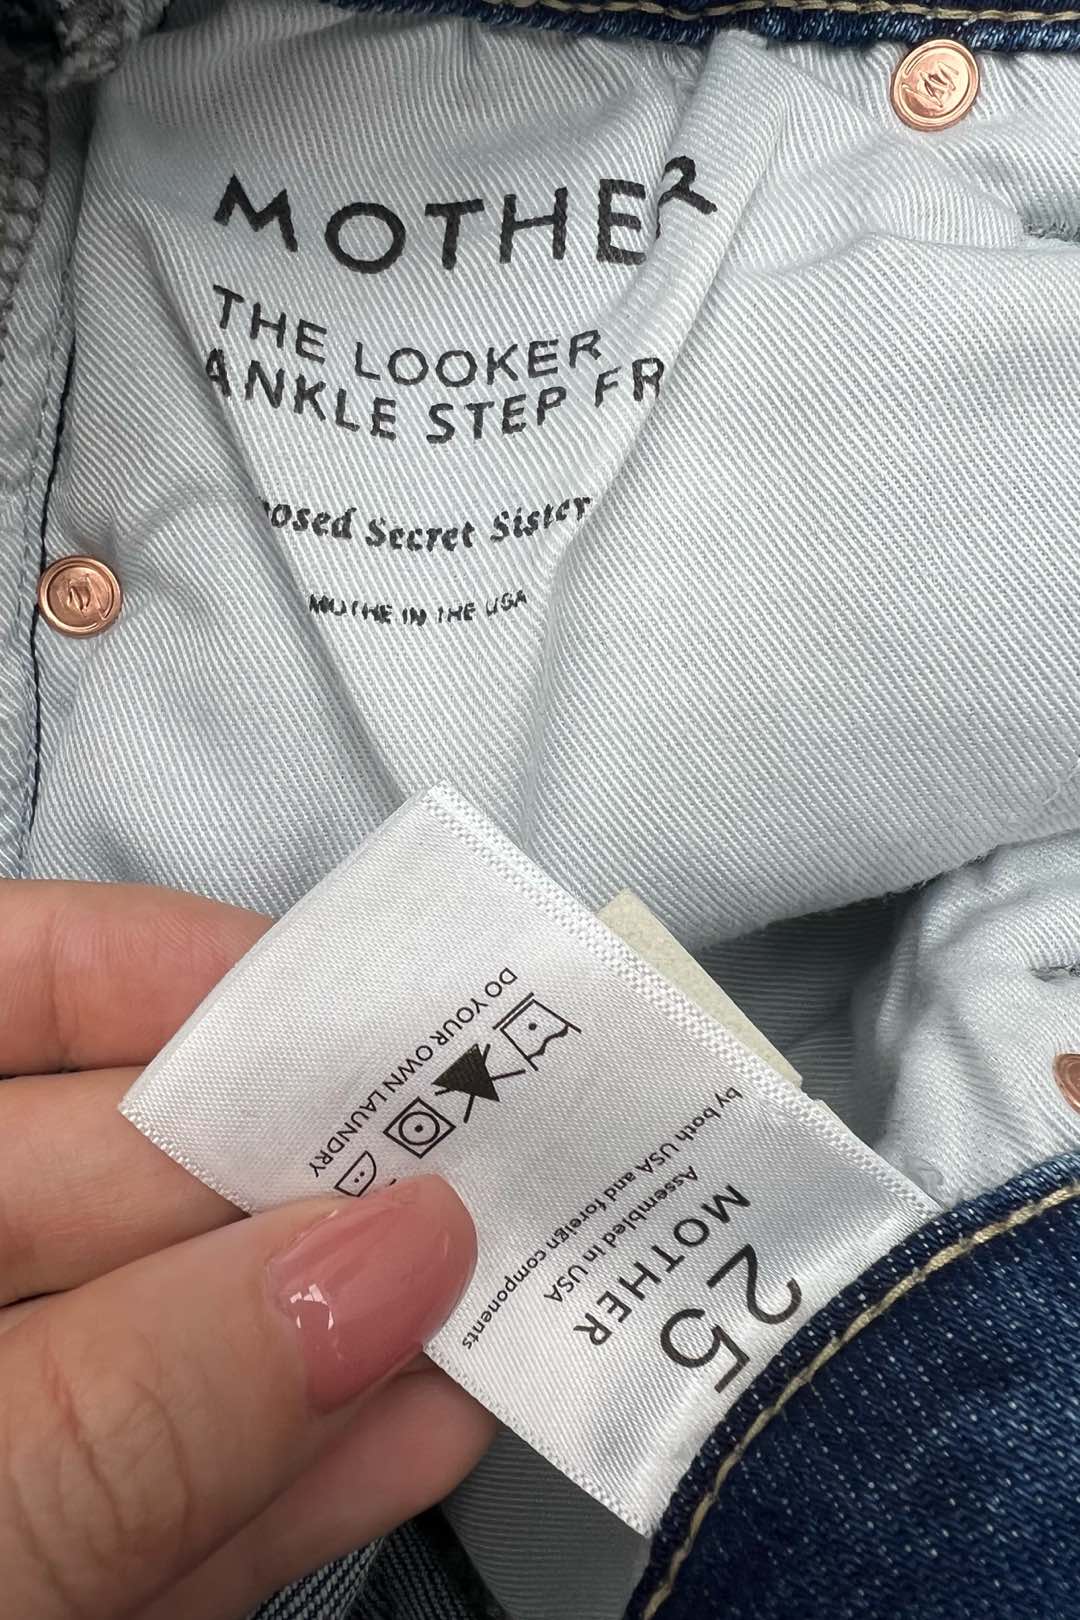 MOTHER
THE LOOKER
ANKLE STEP FR
osed Secret Sister
MOTHE IN THE USA
25
MOTHER
Assembled in USA
by both USA and foreign components
DO YOUR OWN LAUNDRY